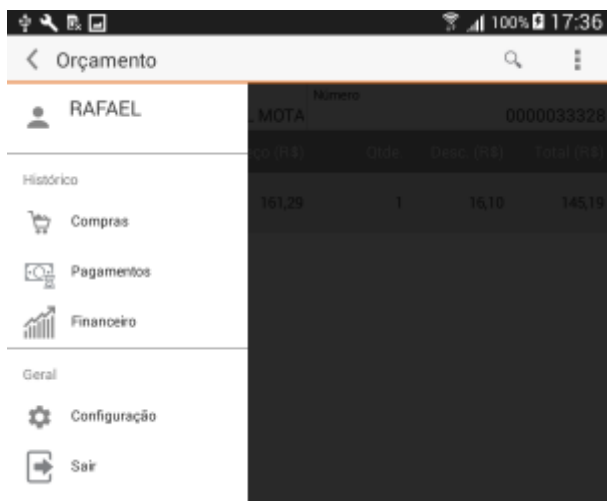 100% 17:36
Orçamento
RAFAEL
Número
L MOTA 0000033328
ço (R$) Qtde. Desc. (R$) Total (R$)
161,29 1 16,10 145,19
Histórico
Compras
Pagamentos
Financeiro
Geral
Configuração
Sair